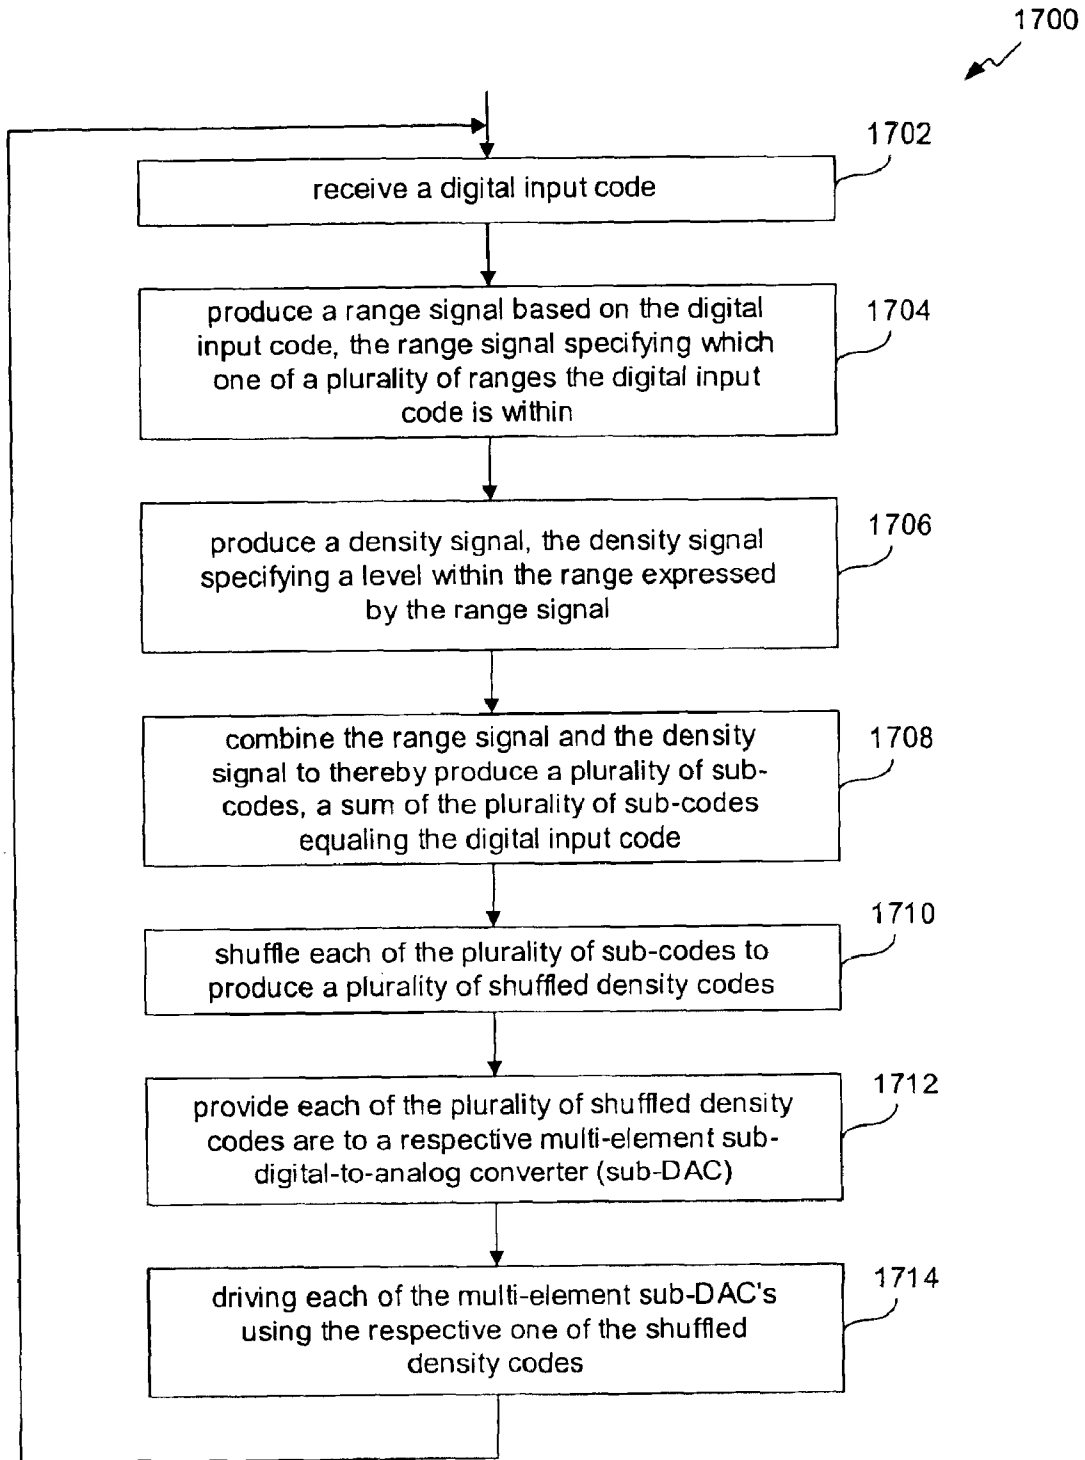 1700
1702
receive a digital input code
1704
produce a range signal based on the digital
input code, the range signal specifying which
one of a plurality of ranges the digital input
code is within
1706
produce a density signal, the density signal
specifying a level within the range expressed
by the range signal
1708
combine the range signal and the density
signal to thereby produce a plurality of sub-
codes, a sum of the plurality of sub-codes
equaling the digital input code
1710
shuffle each of the plurality of sub-codes to
produce a plurality of shuffled density codes
1712
provide each of the plurality of shuffled density
codes are to a respective multi-element sub-
digital-to-analog converter (sub-DAC)
1714
driving each of the multi-element sub-DAC's
using the respective one of the shuffled
density codes